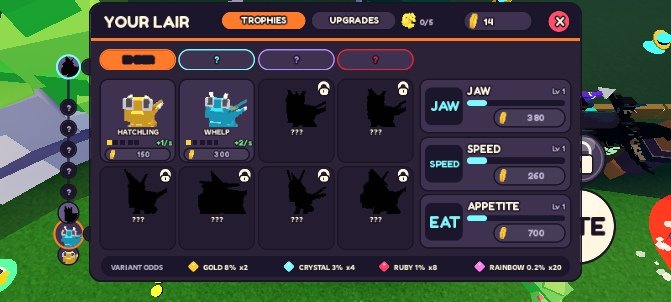 YOUR LAIR
TROPHIES
UPGRADES
0/5
14
X
?
?
?
HATCHLING
+1/s
150
WHELP
+2/s
300
???
???
???
???
???
???
JAW
JAW
Lv 1
380
SPEED
SPEED
Lv 1
260
EAT
APPETITE
Lv 1
700
VARIANT ODDS
GOLD 8% x2
CRYSTAL 3% x4
RUBY 1% x8
RAINBOW 0.2% x20
?
?
?
?
?
TE